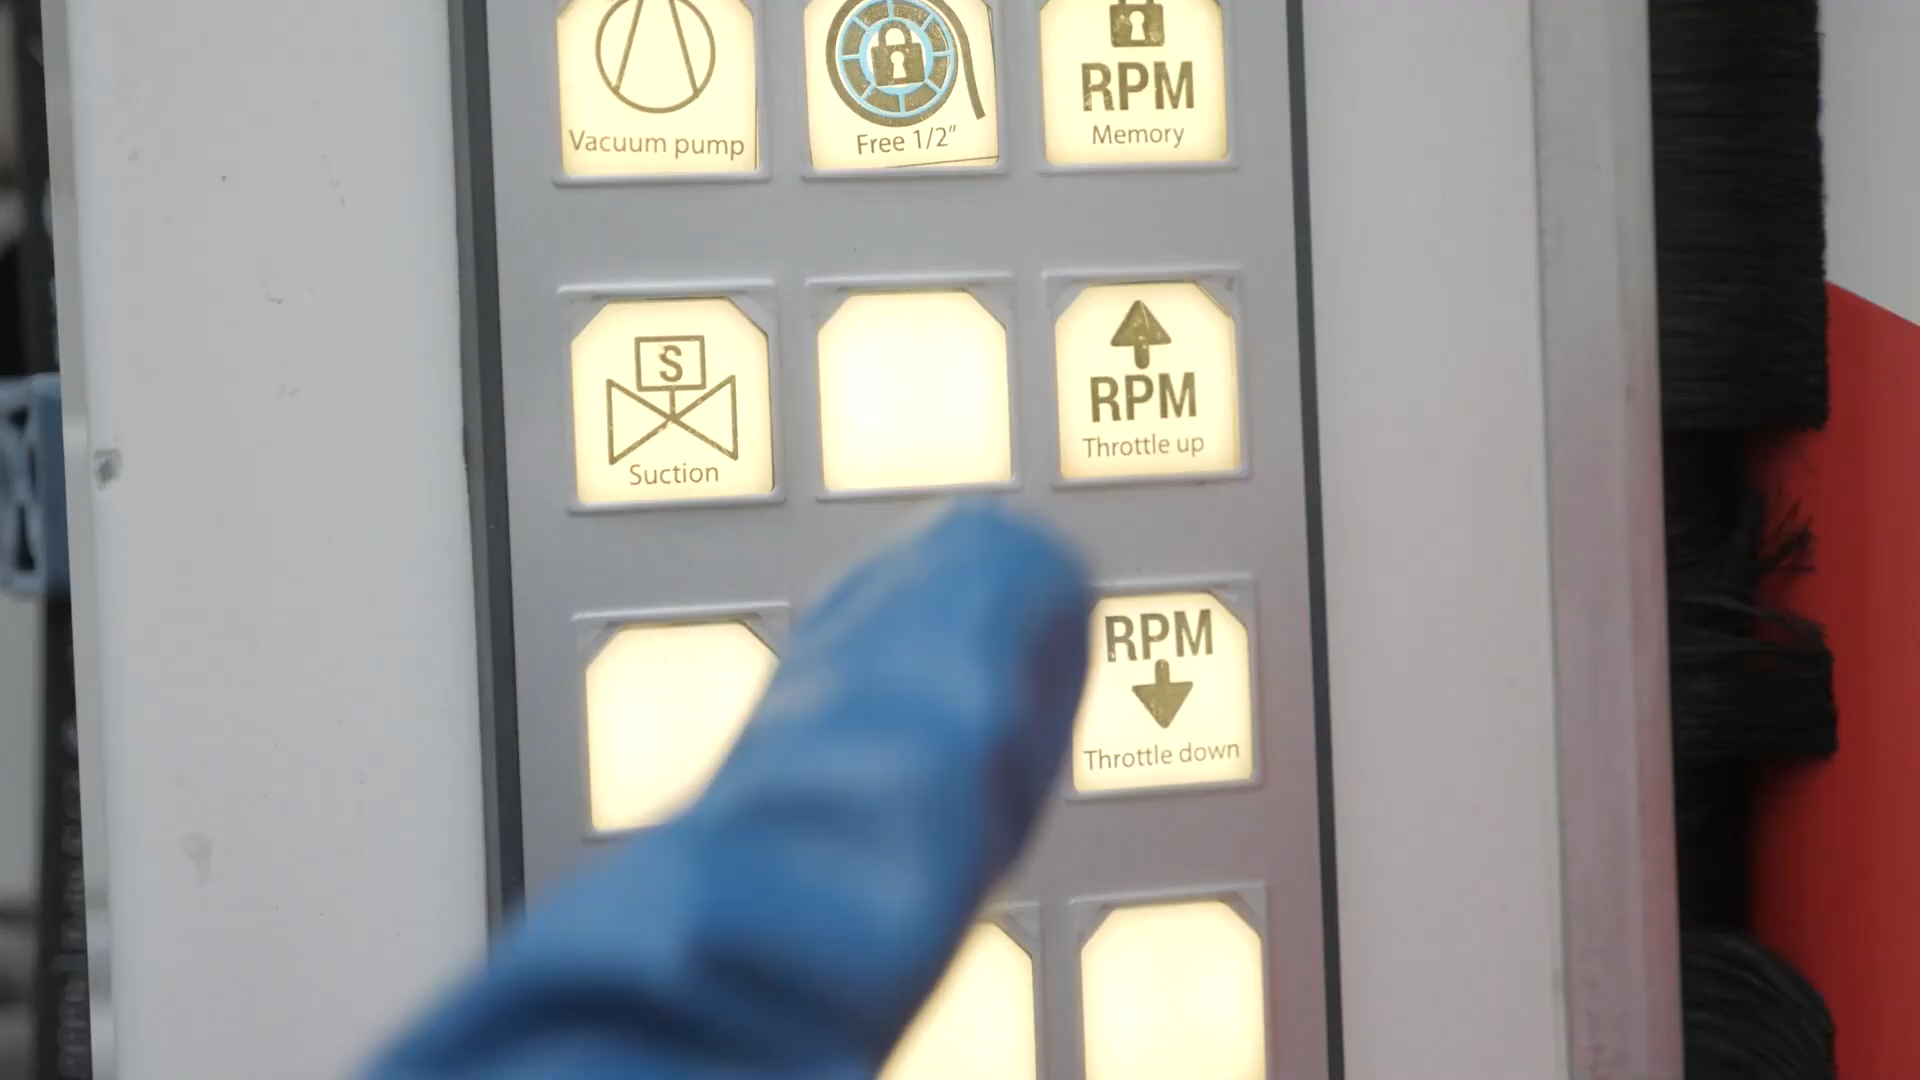 Vacuum pump
Free 1/2"
RPM
Memory
S
Suction
RPM
Throttle up
RPM
Throttle down